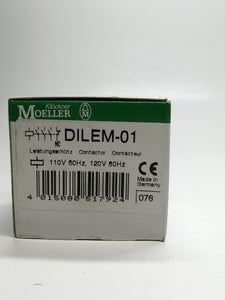 Klöckner
MOELLER
DILEM-01
NC
Leistungsschütz Contactor Contacteur
110V 50Hz, 120V 60Hz
CE
Made in
Germany
4 015080 517924
076